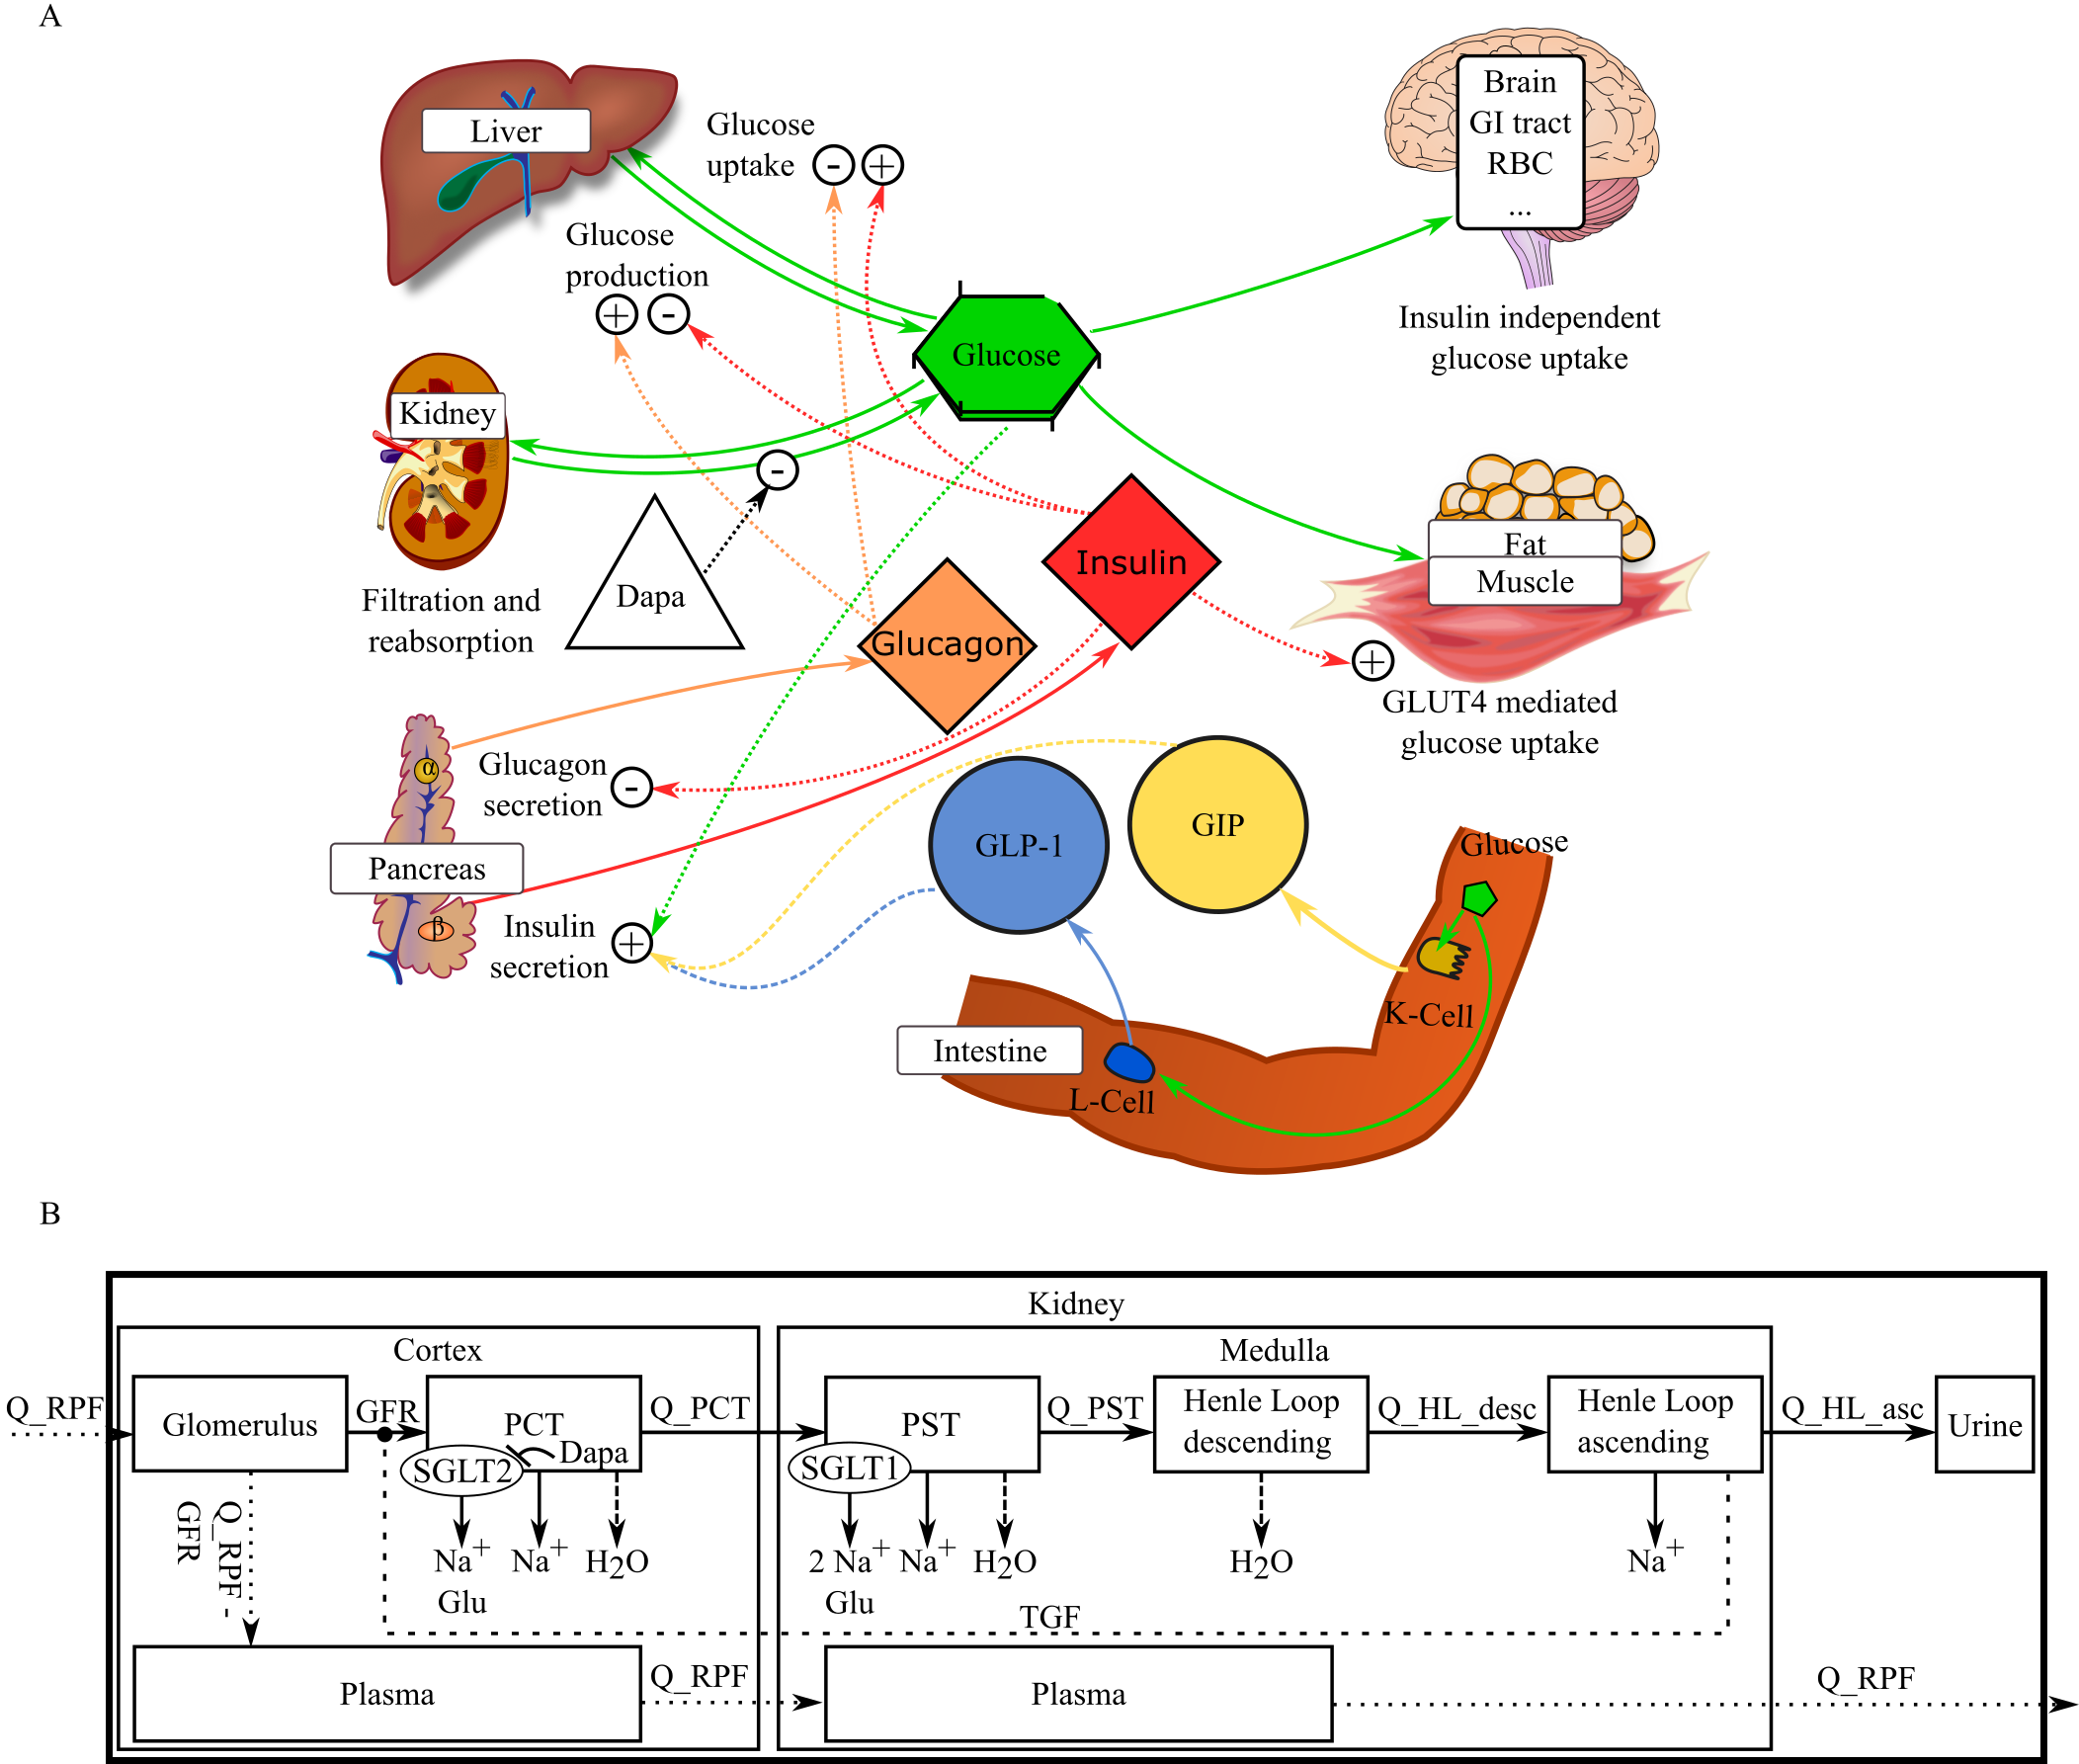 A
Liver
Glucose
uptake
-
+
Brain
GI tract
RBC
...
Glucose
production
+
-
Insulin independent
glucose uptake
Glucose
Kidney
-
Filtration and
reabsorption
Dapa
Insulin
Glucagon
Fat
Muscle
+
GLUT4 mediated
glucose uptake
α
Glucagon
secretion
-
Pancreas
β
Insulin
secretion
+
GLP-1
GIP
Glucose
K-Cell
Intestine
L-Cell
B
Kidney
Cortex
Medulla
Q_RPF
Glomerulus
GFR
PCT
Dapa
SGLT2
Q_PCT
PST
SGLT1
Q_PST
Henle Loop
descending
Q_HL_desc
Henle Loop
ascending
Q_HL_asc
Urine
Q_RPF -
GFR
Na+
Glu
Na+
H2O
2 Na+
Glu
Na+
H2O
H2O
Na+
TGF
Plasma
Q_RPF
Plasma
Q_RPF